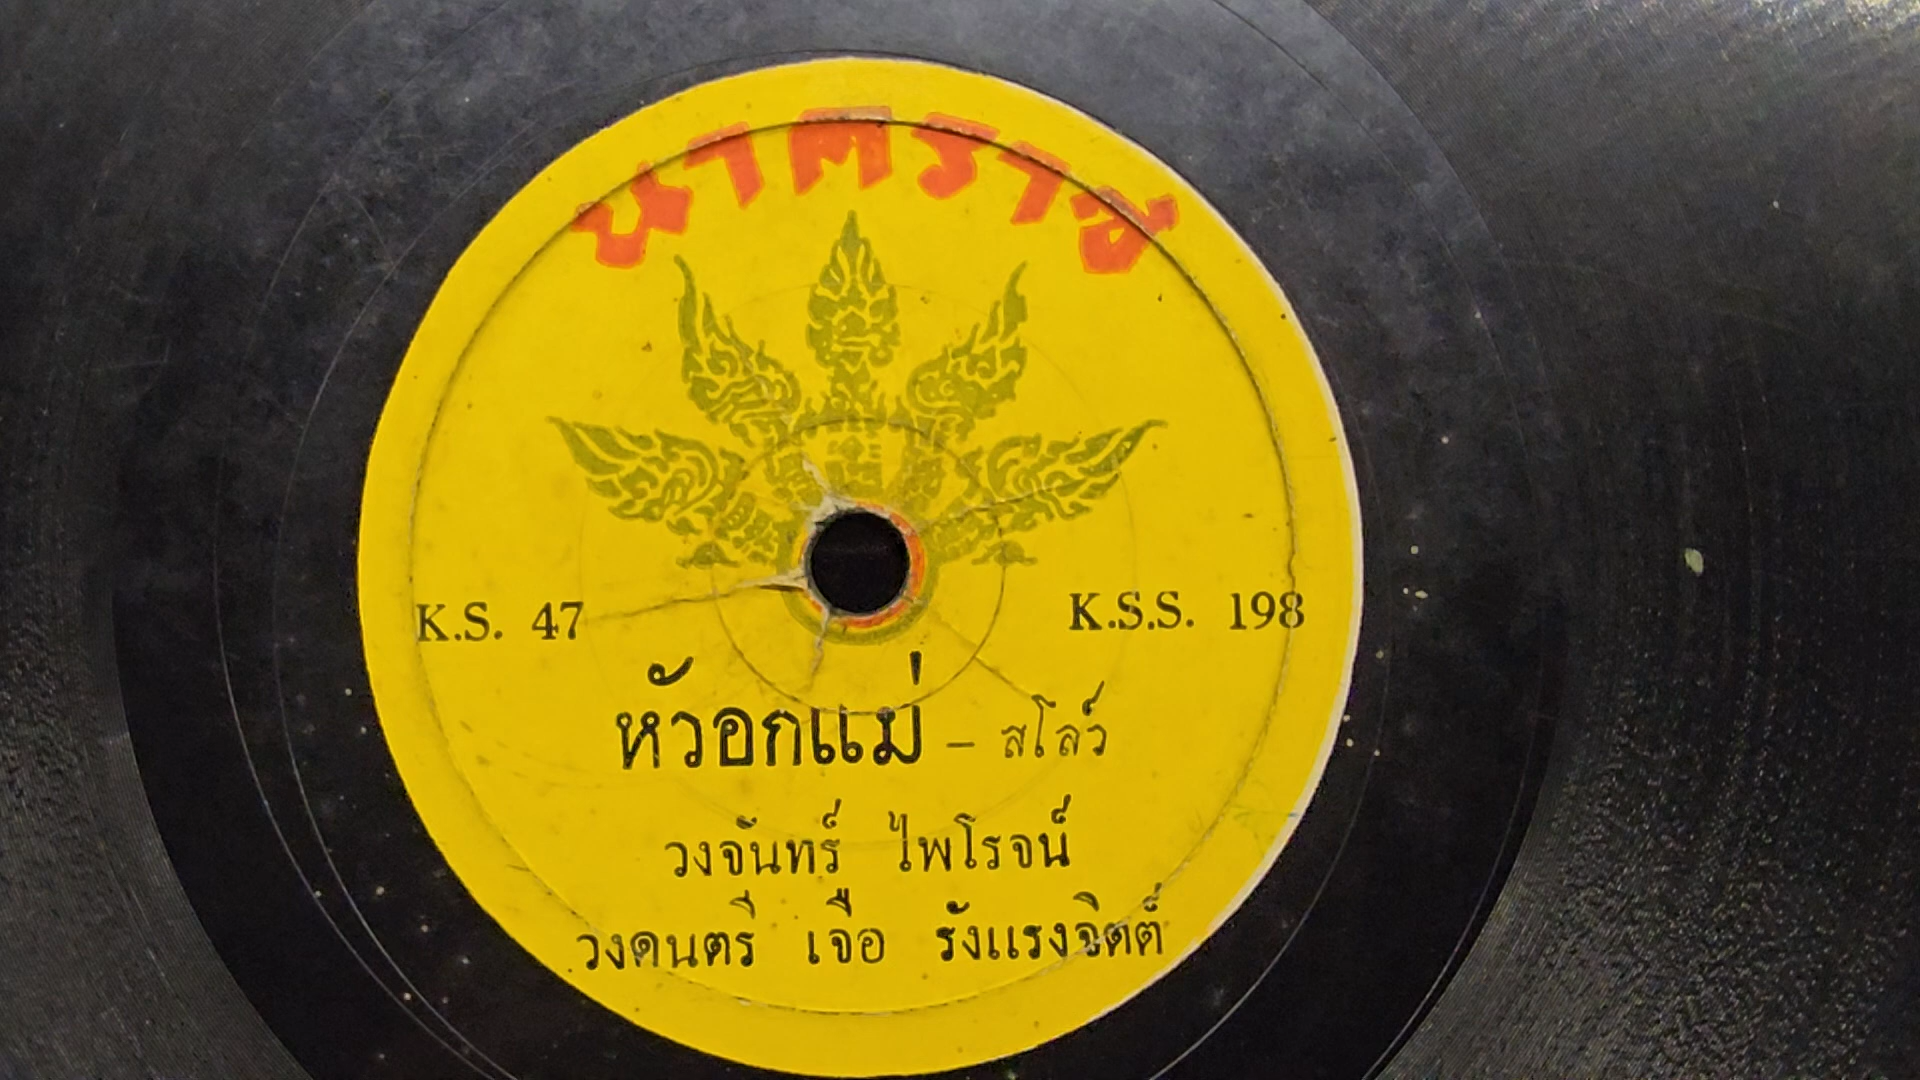 นาคราช
K.S. 47 K.S.S. 198
หัวอกแม่ - สโลว์
วงจันทร์ ไพโรจน์
วงดนตรี เจือ รังแรงจิตต์